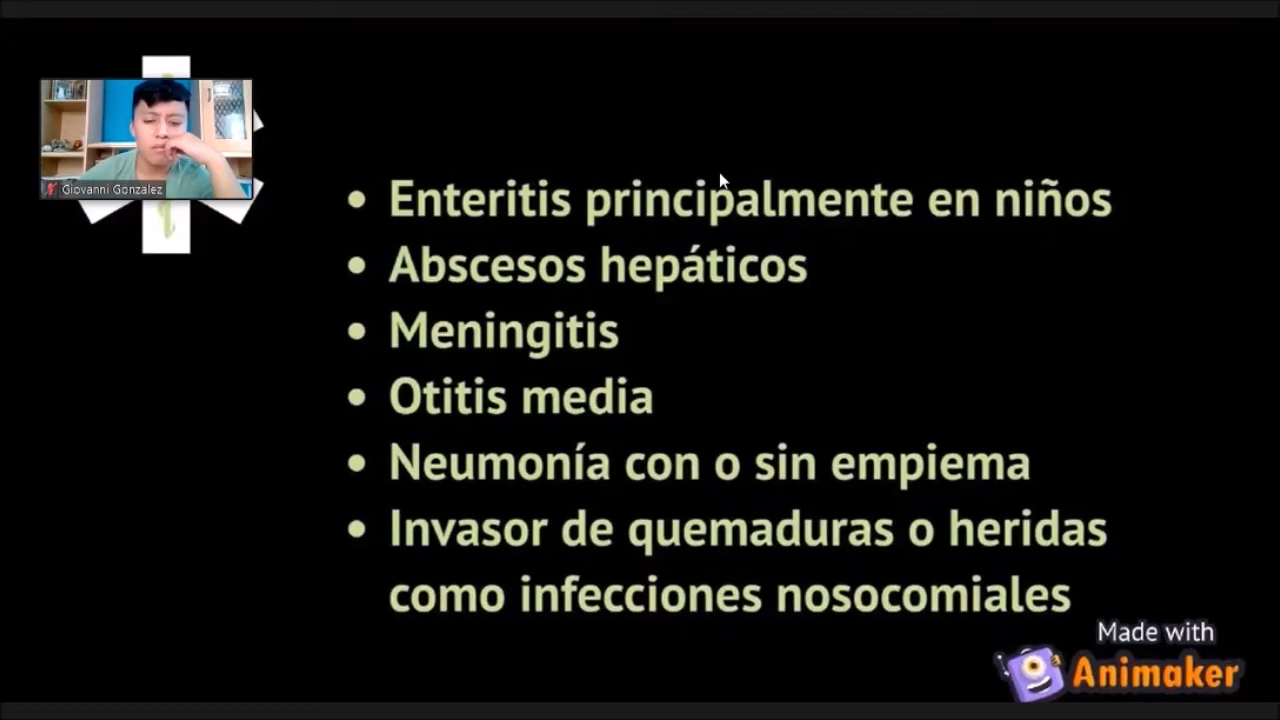 Giovanni Gonzalez
• Enteritis principalmente en niños
• Abscesos hepáticos
• Meningitis
• Otitis media
• Neumonía con o sin empiema
• Invasor de quemaduras o heridas
como infecciones nosocomiales
Made with
Animaker